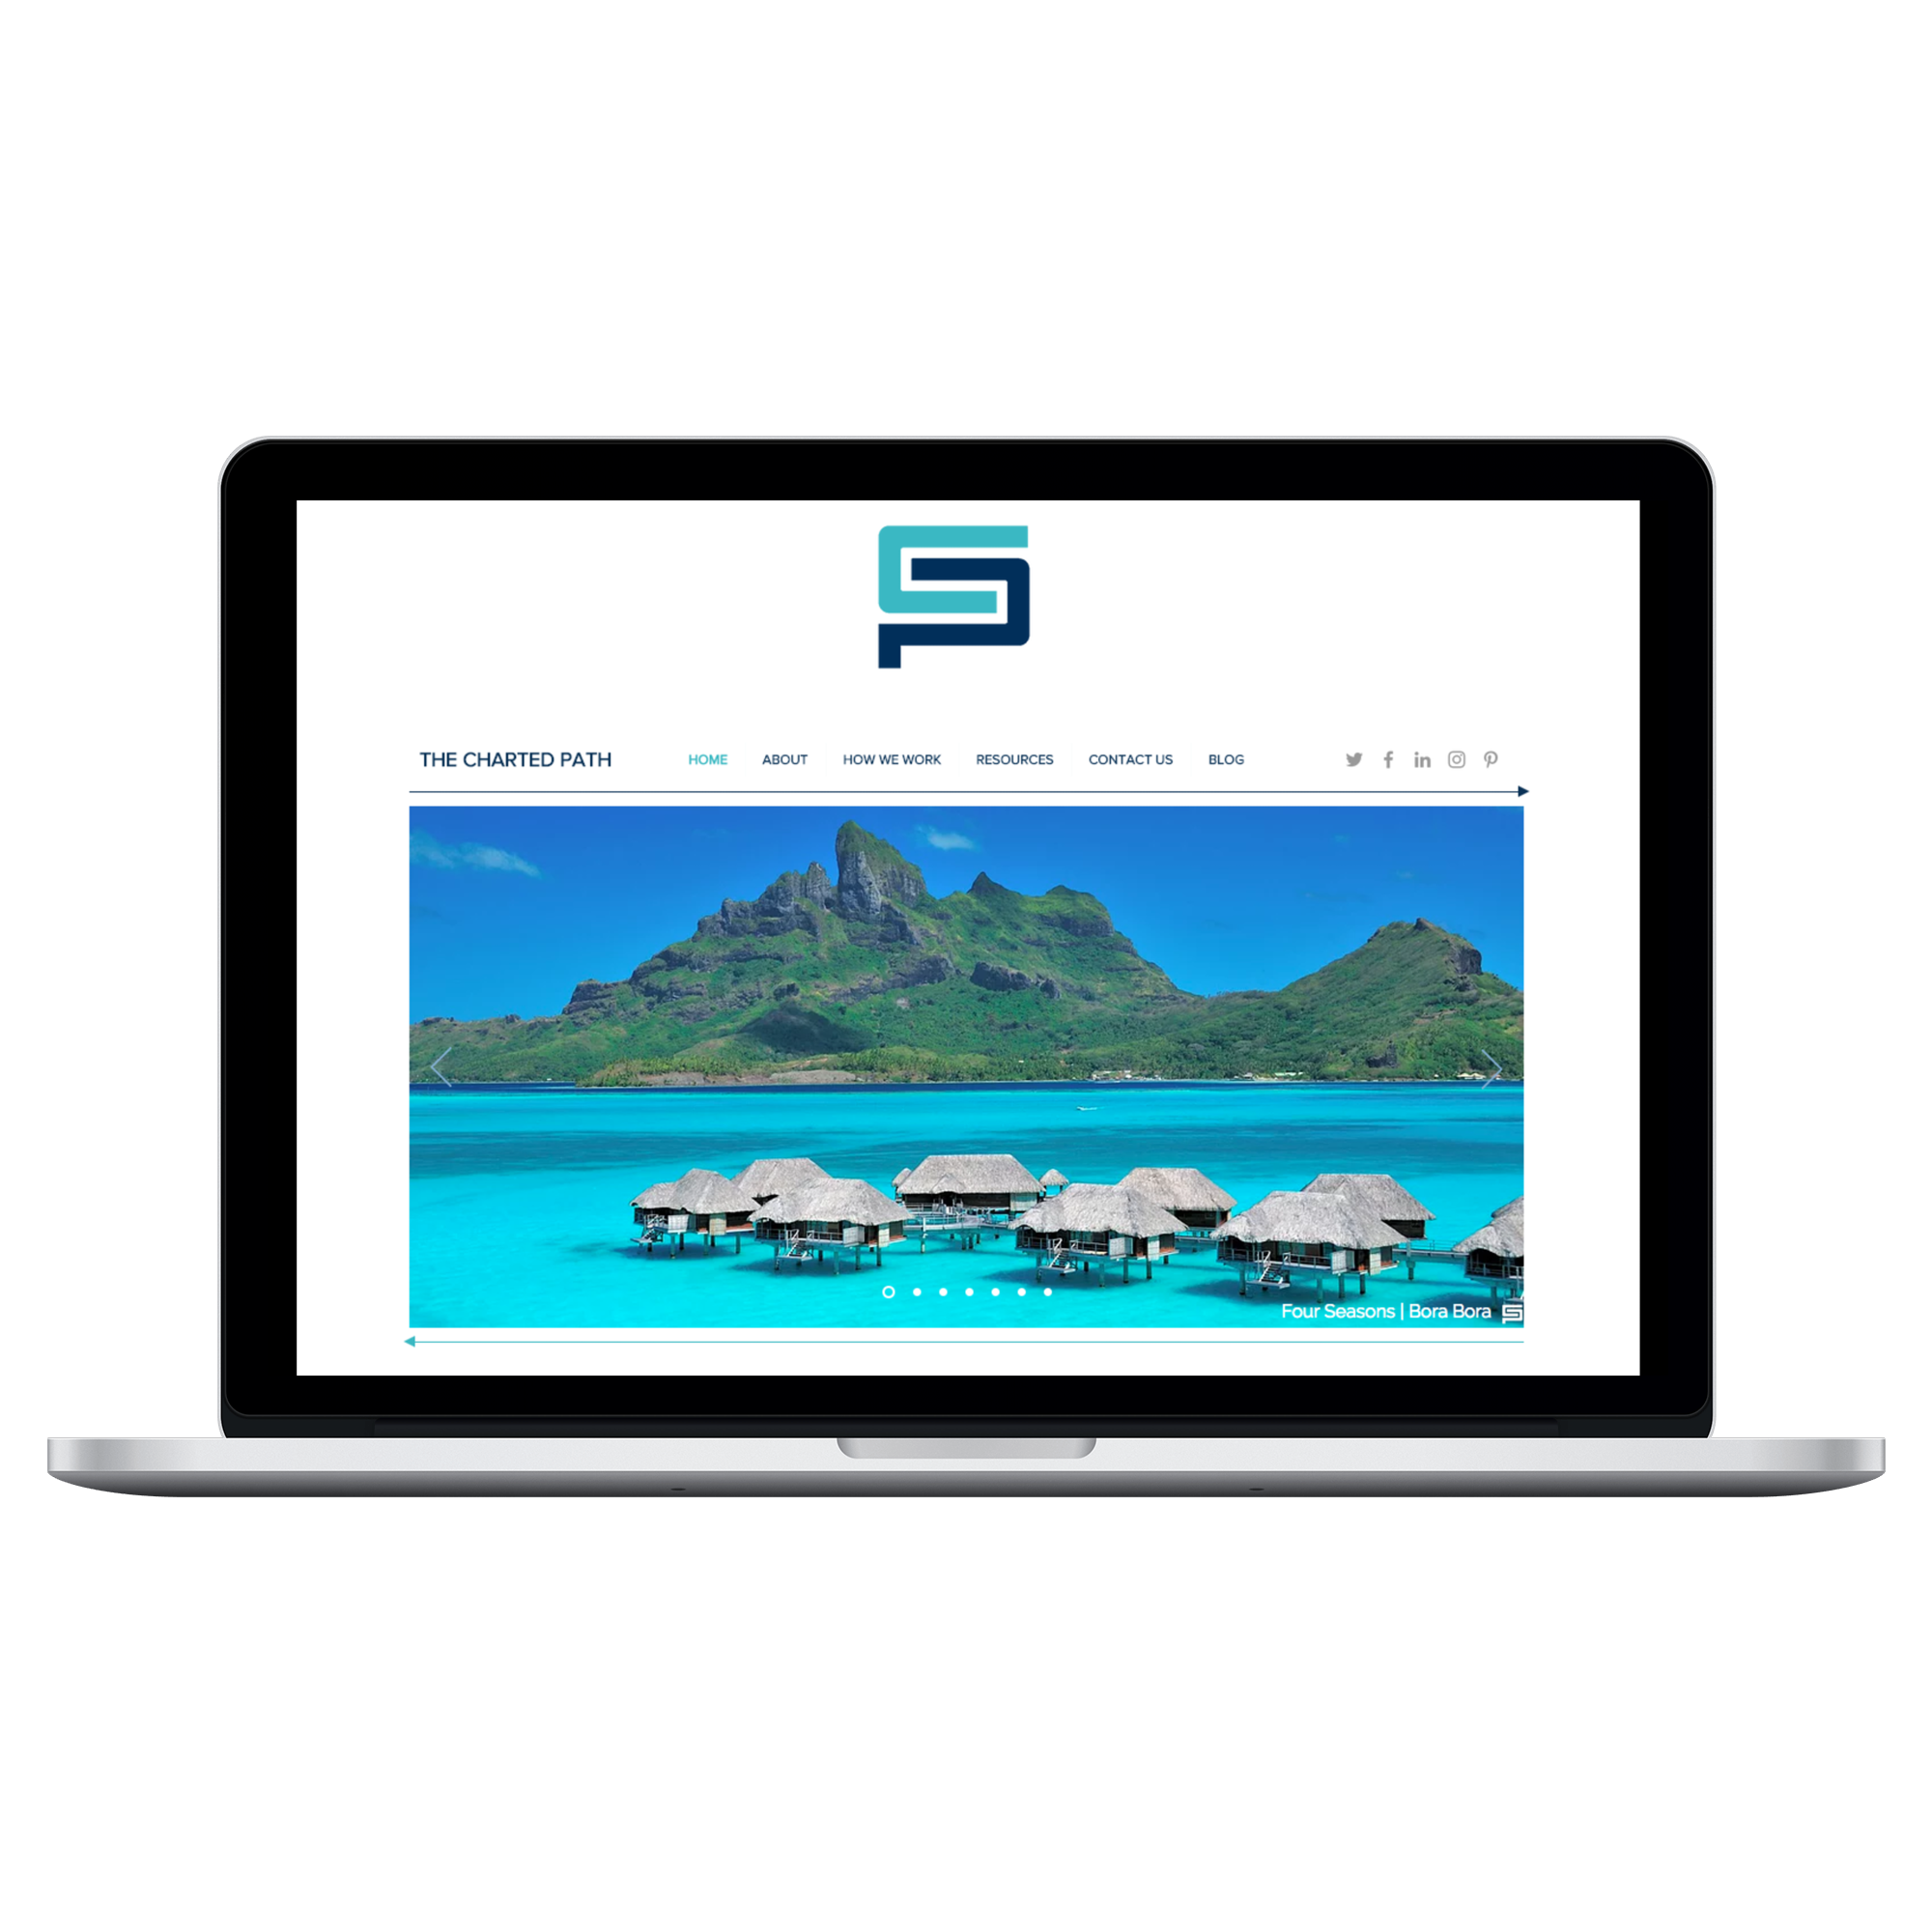 THE CHARTED PATH HOME ABOUT HOW WE WORK RESOURCES CONTACT US BLOG
Four Seasons | Bora Bora